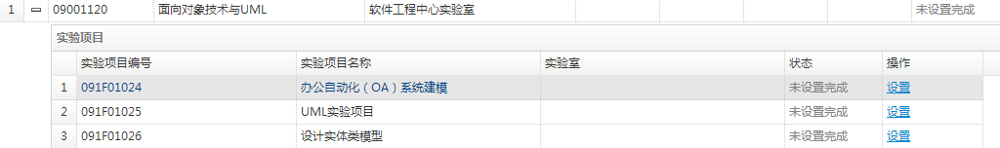 1 09001120 面向对象技术与UML 软件工程中心实验室 未设置完成
实验项目
实验项目编号 实验项目名称 实验室 状态 操作
1 091F01024 办公自动化（OA）系统建模 未设置完成 设置
2 091F01025 UML实验项目 未设置完成 设置
3 091F01026 设计实体类模型 未设置完成 设置